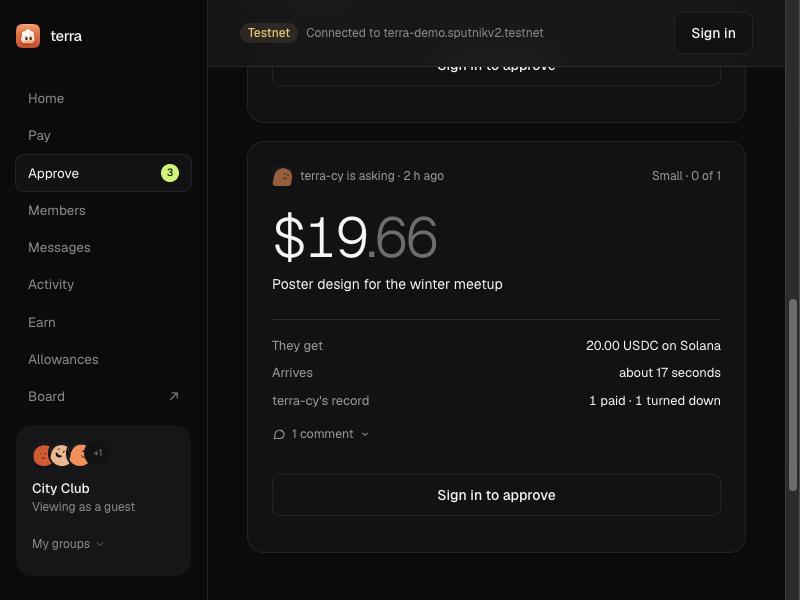 terra
Testnet
Connected to terra-demo.sputnikv2.testnet
Sign in
Home
Pay
Approve
3
Members
Messages
Activity
Earn
Allowances
Board
+1
City Club
Viewing as a guest
My groups
Sign in to approve
terra-cy is asking · 2 h ago
Small · 0 of 1
$19.66
Poster design for the winter meetup
They get
20.00 USDC on Solana
Arrives
about 17 seconds
terra-cy's record
1 paid · 1 turned down
1 comment
Sign in to approve